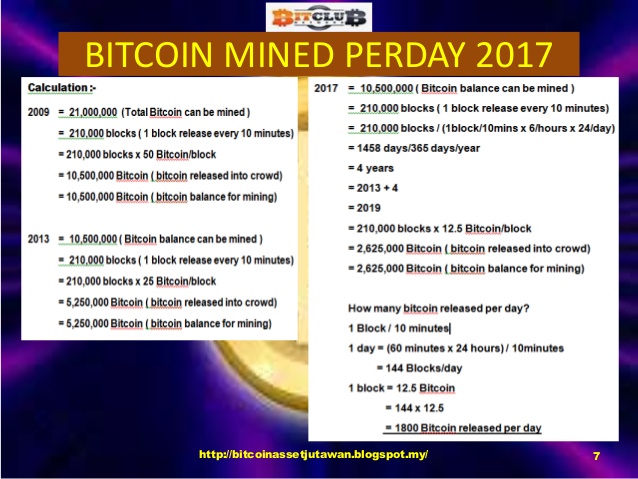 BITCLUB
BITCOIN MINED PERDAY 2017
Calculation :-
2009 = 21,000,000 (Total Bitcoin can be mined )
= 210,000 blocks ( 1 block release every 10 minutes)
= 210,000 blocks x 50 Bitcoin/block
= 10,500,000 Bitcoin ( bitcoin released into crowd)
= 10,500,000 Bitcoin ( bitcoin balance for mining)
2013 = 10,500,000 ( Bitcoin balance can be mined )
= 210,000 blocks ( 1 block release every 10 minutes)
= 210,000 blocks x 25 Bitcoin/block
= 5,250,000 Bitcoin ( bitcoin released into crowd)
= 5,250,000 Bitcoin ( bitcoin balance for mining)
2017 = 10,500,000 ( Bitcoin balance can be mined )
= 210,000 blocks ( 1 block release every 10 minutes)
= 210,000 blocks / (1block/10mins x 6/hours x 24/day)
= 1458 days/365 days/year
= 4 years
= 2013 + 4
= 2019
= 210,000 blocks x 12.5 Bitcoin/block
= 2,625,000 Bitcoin ( bitcoin released into crowd)
= 2,625,000 Bitcoin ( bitcoin balance for mining)
How many bitcoin released per day?
1 Block / 10 minutes
1 day = (60 minutes x 24 hours) / 10minutes
= 144 Blocks/day
1 block = 12.5 Bitcoin
= 144 x 12.5
= 1800 Bitcoin released per day
http://bitcoinassetjutawan.blogspot.my/
7